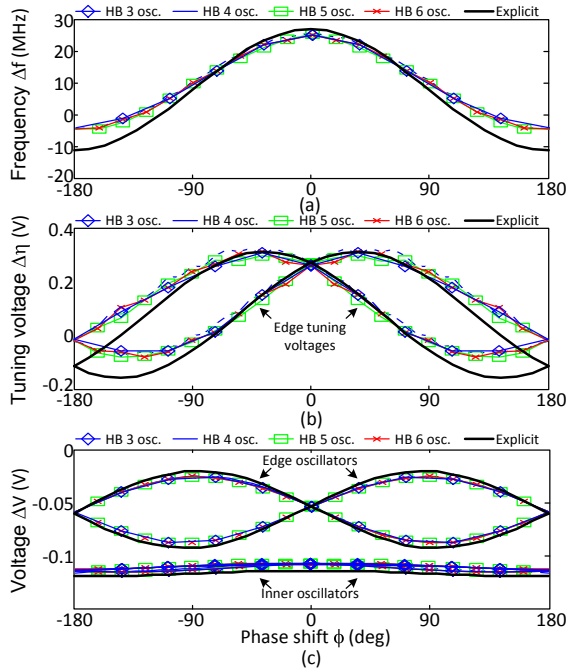 HB 3 osc. HB 4 osc. HB 5 osc. HB 6 osc. Explicit
Frequency Δf (MHz)
30
20
10
0
-10
-20
-180 -90 0 90 180
(a)
HB 3 osc. HB 4 osc. HB 5 osc. HB 6 osc. Explicit
Tuning voltage Δη (V)
0.4
0.2
0
-0.2
Edge tuning
voltages
-180 -90 0 90 180
(b)
HB 3 osc. HB 4 osc. HB 5 osc. HB 6 osc. Explicit
Voltage ΔV (V)
0
-0.05
-0.1
Edge oscillators
Inner oscillators
-180 -90 0 90 180
Phase shift ϕ (deg)
(c)